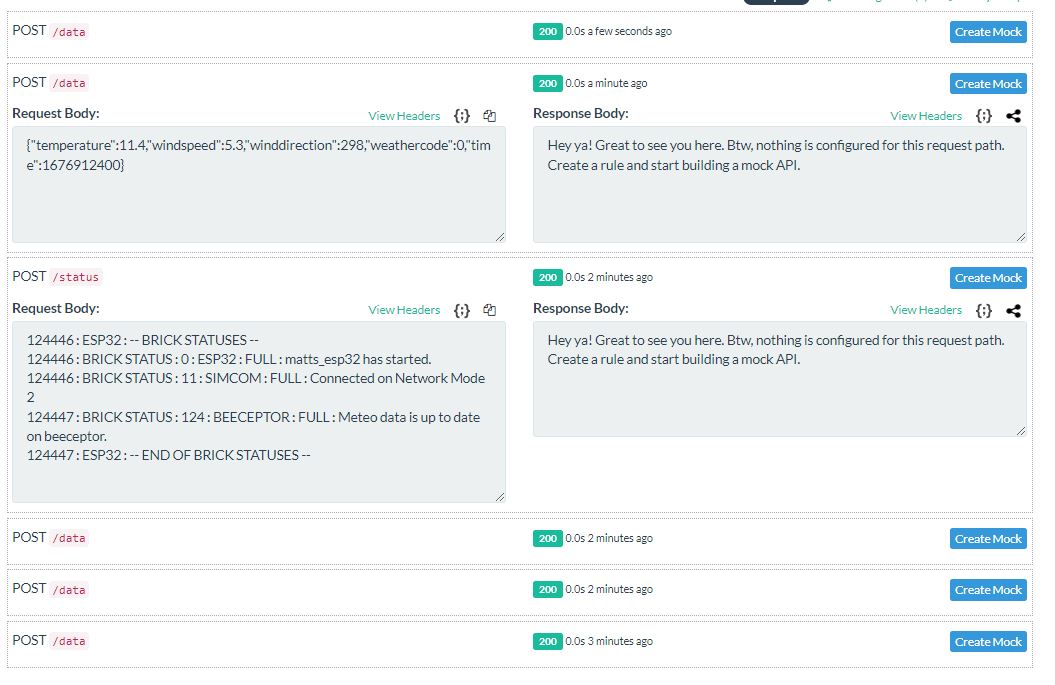 POST /data
200 0.0s a few seconds ago
Create Mock
POST /data
200 0.0s a minute ago
Create Mock
Request Body:
View Headers {;}
Response Body:
View Headers {;}
{"temperature":11.4,"windspeed":5.3,"winddirection":298,"weathercode":0,"tim
e":1676912400}
Hey ya! Great to see you here. Btw, nothing is configured for this request path.
Create a rule and start building a mock API.
POST /status
200 0.0s 2 minutes ago
Create Mock
Request Body:
View Headers {;}
Response Body:
View Headers {;}
124446 : ESP32 : -- BRICK STATUSES --
124446 : BRICK STATUS : 0 : ESP32 : FULL : matts_esp32 has started.
124446 : BRICK STATUS : 11 : SIMCOM : FULL : Connected on Network Mode
2
124447 : BRICK STATUS : 124 : BEECEPTOR : FULL : Meteo data is up to date
on beeceptor.
124447 : ESP32 : -- END OF BRICK STATUSES --
Hey ya! Great to see you here. Btw, nothing is configured for this request path.
Create a rule and start building a mock API.
POST /data
200 0.0s 2 minutes ago
Create Mock
POST /data
200 0.0s 2 minutes ago
Create Mock
POST /data
200 0.0s 3 minutes ago
Create Mock